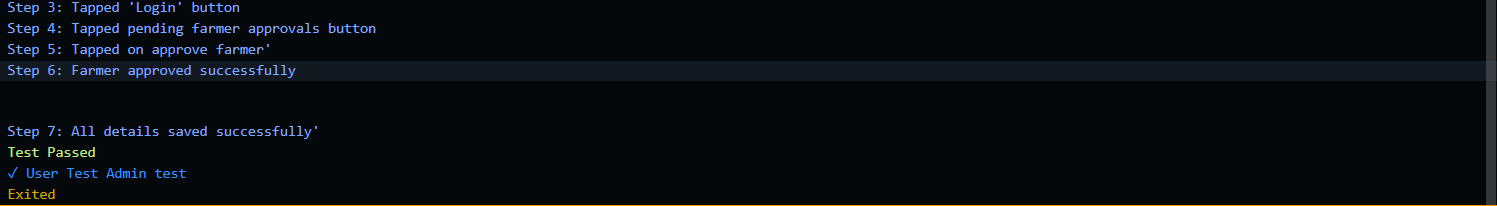 Step 3: Tapped 'Login' button
Step 4: Tapped pending farmer approvals button
Step 5: Tapped on approve farmer'
Step 6: Farmer approved successfully
Step 7: All details saved successfully'
Test Passed
✓ User Test Admin test
Exited